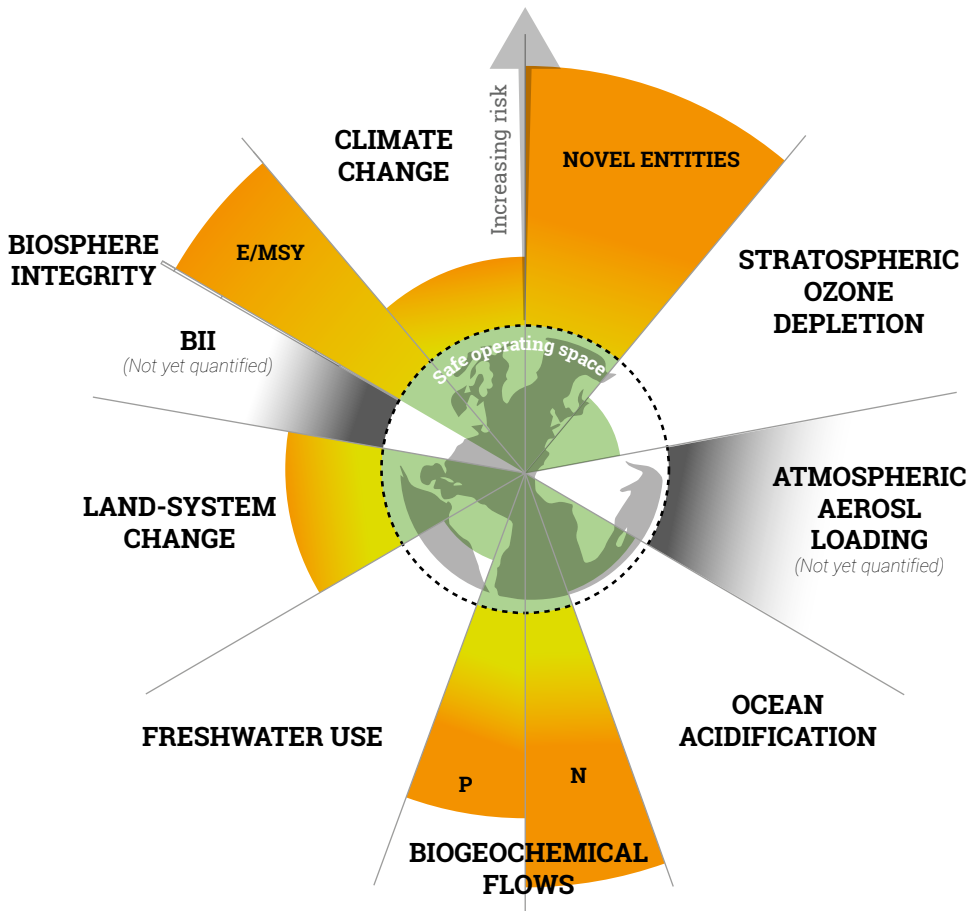 Increasing risk
CLIMATE
CHANGE
NOVEL ENTITIES
BIOSPHERE
INTEGRITY
E/MSY
STRATOSPHERIC
OZONE
DEPLETION
BII
(Not yet quantified)
Safe operating space
LAND-SYSTEM
CHANGE
ATMOSPHERIC
AEROSL
LOADING
(Not yet quantified)
FRESHWATER USE
OCEAN
ACIDIFICATION
P
N
BIOGEOCHEMICAL
FLOWS